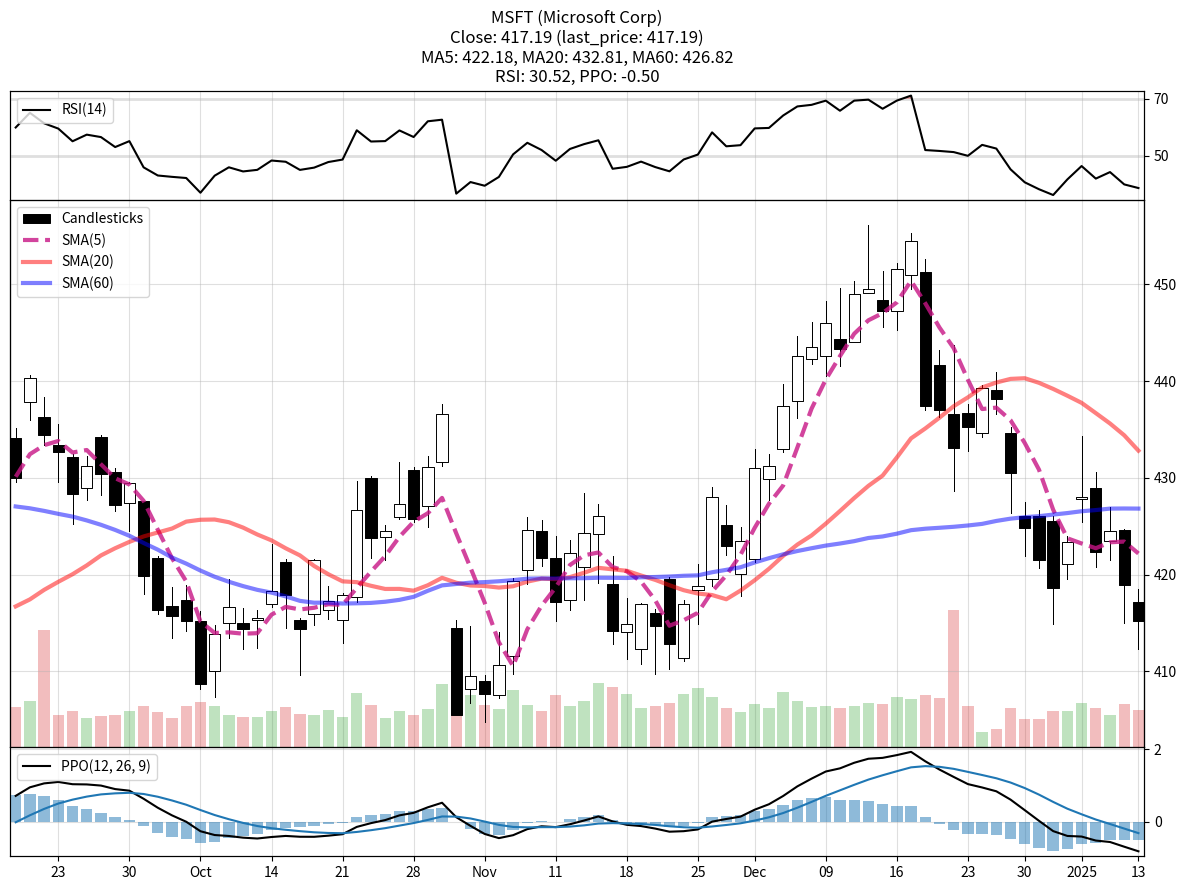 MSFT (Microsoft Corp)
Close: 417.19 (last_price: 417.19)
MA5: 422.18, MA20: 432.81, MA60: 426.82
RSI: 30.52, PPO: -0.50
RSI(14)
70
50
Candlesticks
SMA(5)
SMA(20)
SMA(60)
450
440
430
420
410
PPO(12, 26, 9)
2
0
23 30 Oct 14 21 28 Nov 11 18 25 Dec 09 16 23 30 2025 13